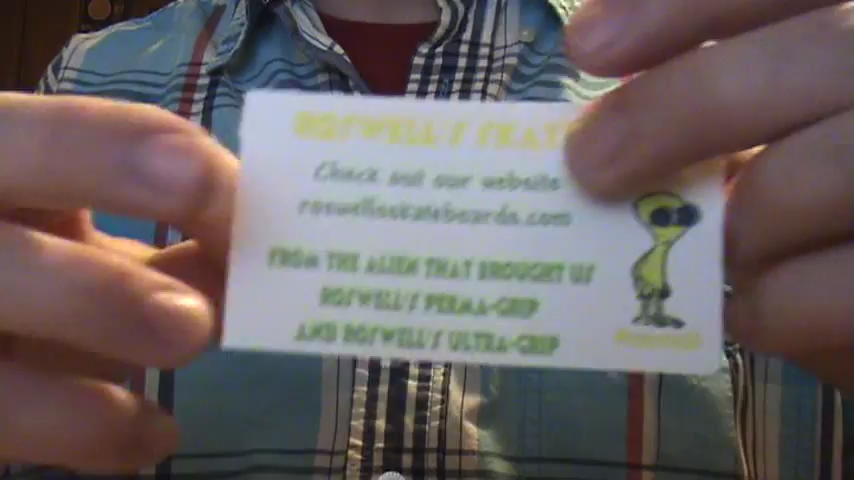 ROSWELL'S SKATE
Check out our website
roswellsskateboards.com
FROM THE ALIEN THAT BROUGHT US
ROSWELL'S PERMA-GRIP
AND ROSWELL'S ULTRA-GRIP